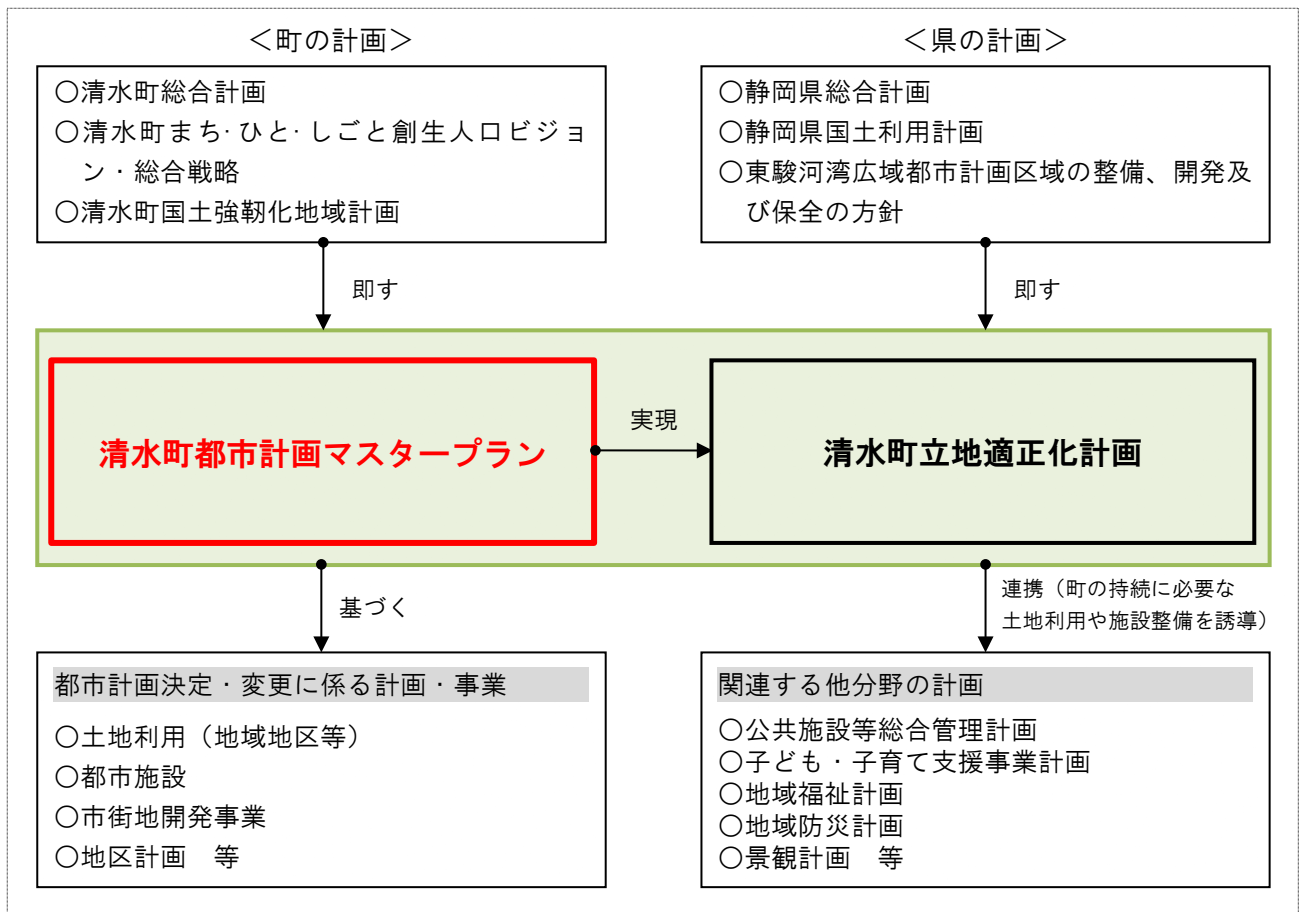 <町の計画>
○清水町総合計画
○清水町まち・ひと・しごと創生人口ビジョ
ン・総合戦略
○清水町国土強靭化地域計画
<県の計画>
○静岡県総合計画
○静岡県国土利用計画
○東駿河湾広域都市計画区域の整備、開発及
び保全の方針
即す
即す
清水町都市計画マスタープラン
実現
清水町立地適正化計画
基づく
連携（町の持続に必要な
土地利用や施設整備を誘導）
都市計画決定・変更に係る計画・事業
○土地利用（地域地区等）
○都市施設
○市街地開発事業
○地区計画　等
関連する他分野の計画
○公共施設等総合管理計画
○子ども・子育て支援事業計画
○地域福祉計画
○地域防災計画
○景観計画　等